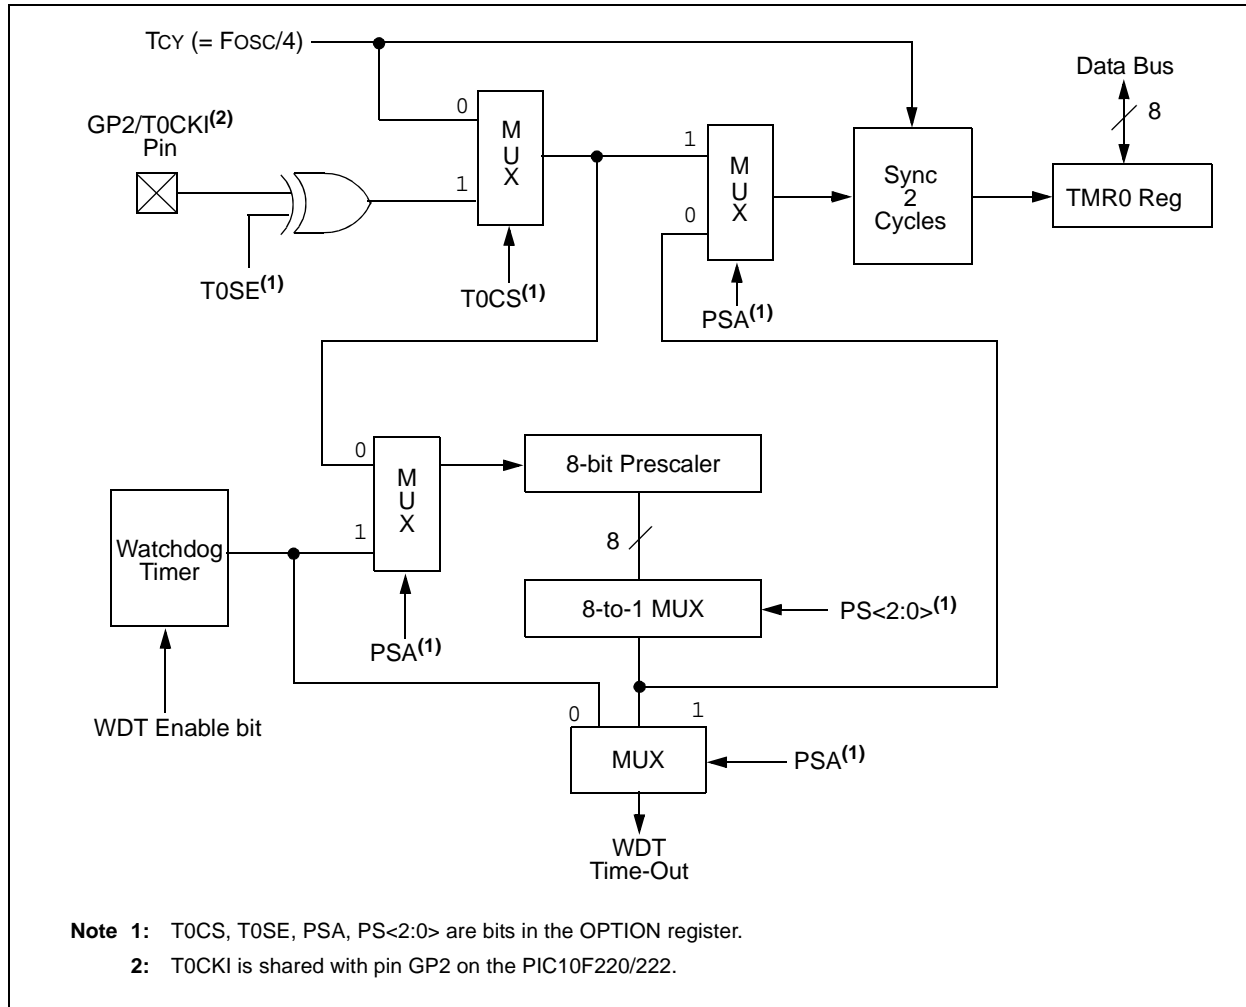 TCY (= FOSC/4)
Data Bus
8
GP2/T0CKI(2)
Pin
0
1
M
U
X
T0SE(1)
T0CS(1)
1
0
M
U
X
PSA(1)
Sync
2
Cycles
TMR0 Reg
0
1
M
U
X
8-bit Prescaler
8
Watchdog
Timer
8-to-1 MUX
PS<2:0>(1)
PSA(1)
WDT Enable bit
0
1
MUX
PSA(1)
WDT
Time-Out
Note 1: T0CS, T0SE, PSA, PS<2:0> are bits in the OPTION register.
2: T0CKI is shared with pin GP2 on the PIC10F220/222.